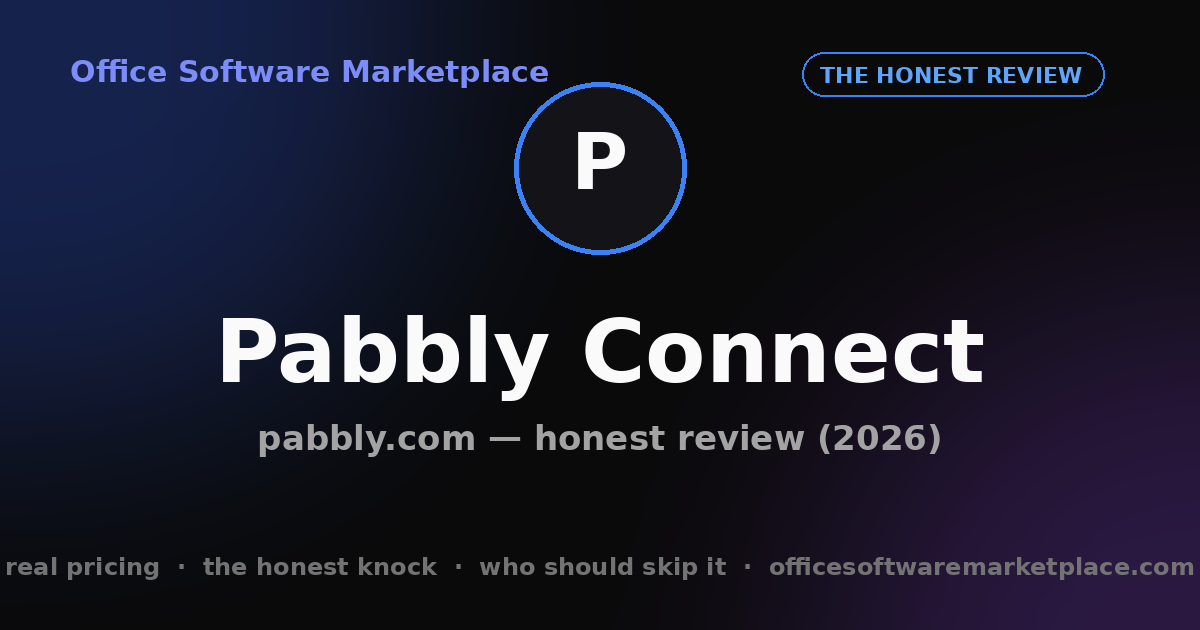 Office Software Marketplace
THE HONEST REVIEW
P
Pabbly Connect
pabbly.com — honest review (2026)
real pricing · the honest knock · who should skip it · officesoftwaremarketplace.com